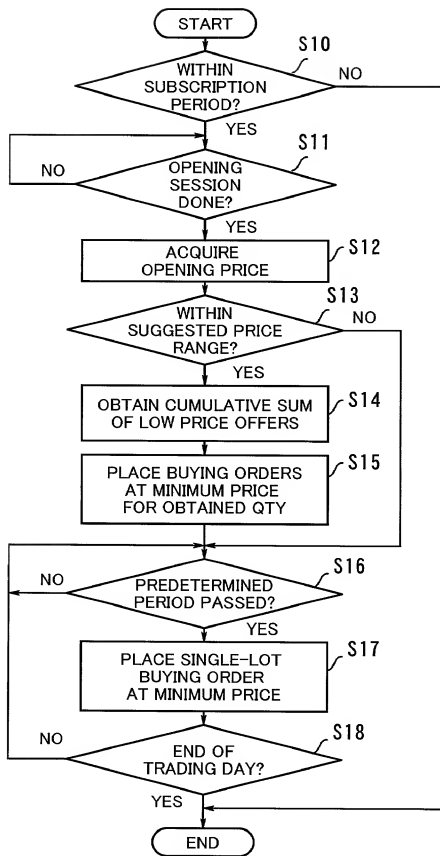 START
S10
WITHIN
SUBSCRIPTION
PERIOD?
NO
YES
S11
NO
OPENING
SESSION
DONE?
YES
S12
ACQUIRE
OPENING PRICE
S13
WITHIN
SUGGESTED PRICE
RANGE?
NO
YES
S14
OBTAIN CUMULATIVE SUM
OF LOW PRICE OFFERS
S15
PLACE BUYING ORDERS
AT MINIMUM PRICE
FOR OBTAINED QTY
S16
NO
PREDETERMINED
PERIOD PASSED?
YES
S17
PLACE SINGLE-LOT
BUYING ORDER
AT MINIMUM PRICE
S18
NO
END OF
TRADING DAY?
YES
END